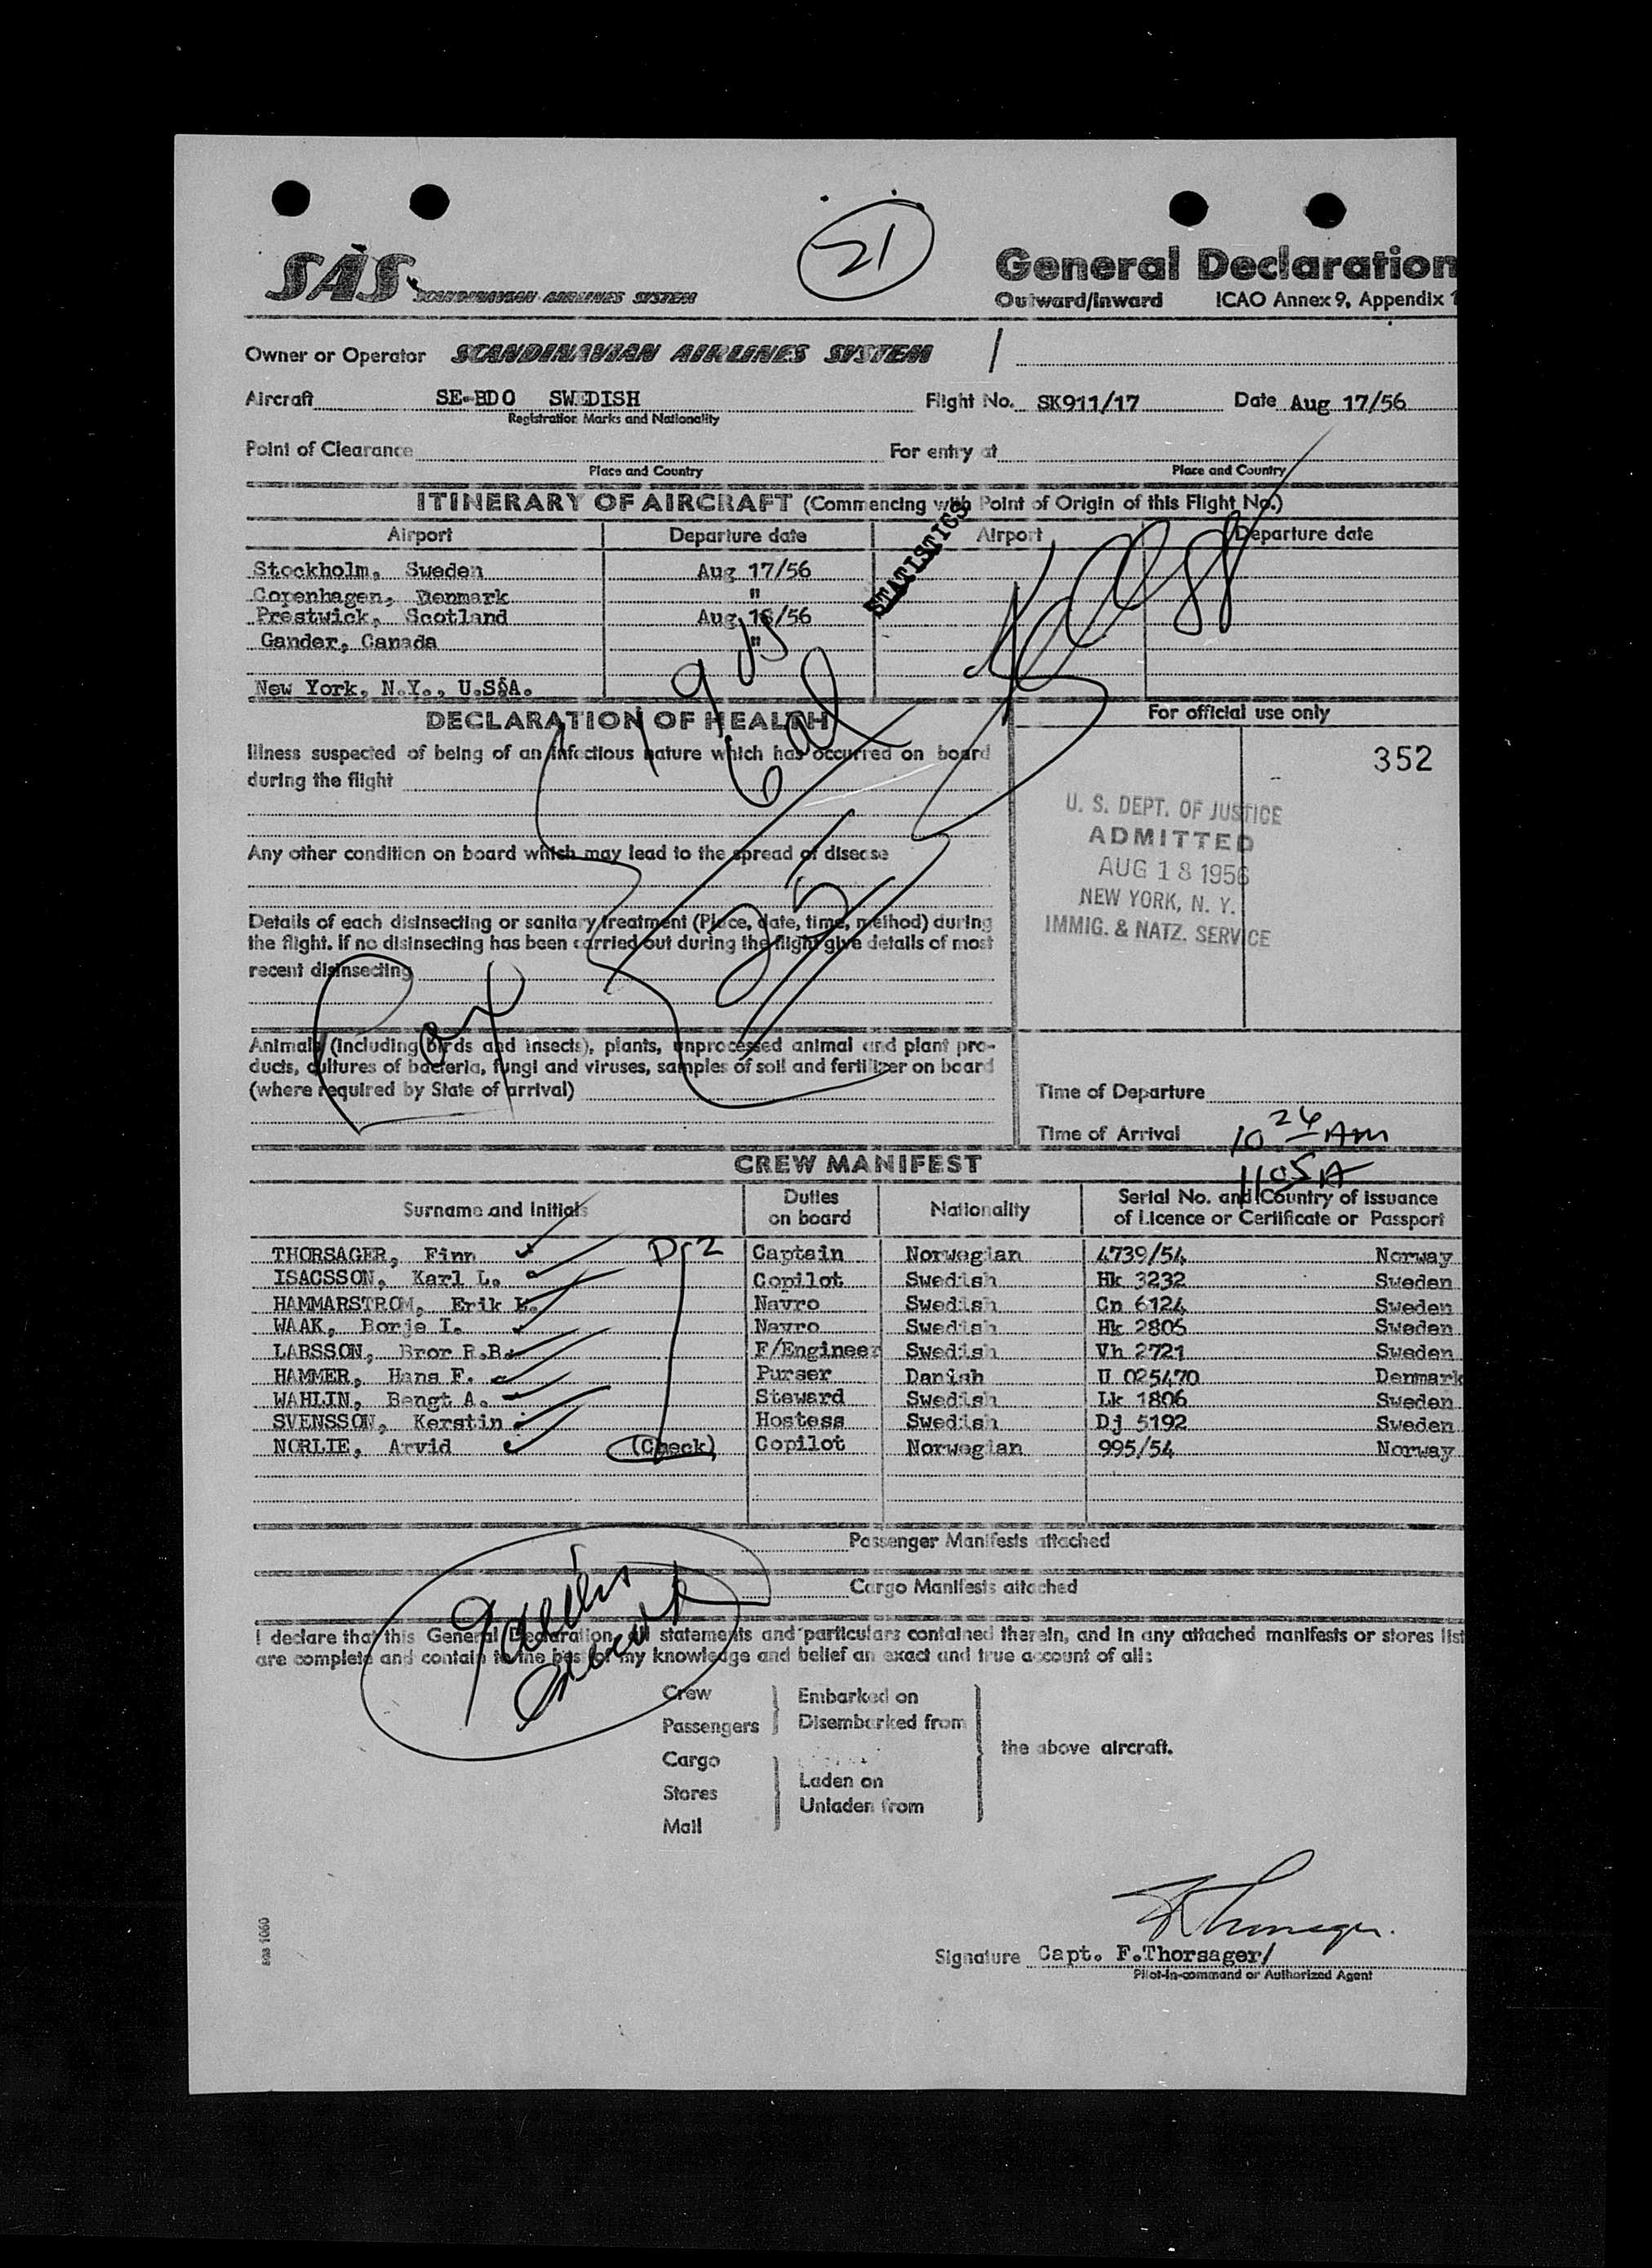 21
SAS SCANDINAVIAN AIRLINES SYSTEM
General Declaration
Outward/Inward ICAO Annex 9, Appendix 1
Owner or Operator SCANDINAVIAN AIRLINES SYSTEM
Aircraft SE-BDO SWEDISH Flight No. SK911/17 Date Aug 17/56
Registration Marks and Nationality
Point of Clearance For entry at
Place and Country Place and Country
ITINERARY OF AIRCRAFT (Commencing with Point of Origin of this Flight No.)
Airport Departure date Airport Departure date
STATISTICS
Stockholm, Sweden Aug 17/56
Copenhagen, Denmark "
Prestwick, Scotland Aug 18/56
Gander, Canada "
New York, N.Y., U.S.A.
DECLARATION OF HEALTH
For official use only
Illness suspected of being of an infectious nature which has occurred on board
during the flight
352
U. S. DEPT. OF JUSTICE
ADMITTED
AUG 18 1956
NEW YORK, N. Y.
IMMIG. & NATZ. SERVICE
Any other condition on board which may lead to the spread of disease
Details of each disinsecting or sanitary treatment (Place, date, time, method) during
the flight. If no disinsecting has been carried out during the flight give details of most
recent disinsecting
Pax
Animals (including birds and insects), plants, unprocessed animal and plant pro-
ducts, cultures of bacteria, fungi and viruses, samples of soil and fertilizer on board
(where required by State of arrival)
Time of Departure
Time of Arrival 10 26 AM
1105 A
CREW MANIFEST
Surname and Initials Duties on board Nationality Serial No. and Country of issuance of Licence or Certificate or Passport
THORSAGER, Finn D/2 Captain Norwegian 4739/54 Norway
ISACSSON, Karl L. Copilot Swedish Hk 3232 Sweden
HAMMARSTROM, Erik E. Navro Swedish Cn 6124 Sweden
WAAK, Borje I. Navro Swedish Hk 2805 Sweden
LARSSON, Bror R.B. F/Engineer Swedish Vh 2721 Sweden
HAMMER, Hans F. Purser Danish U 025470 Denmark
WAHLIN, Bengt A. Steward Swedish Lk 1806 Sweden
SVENSSON, Kerstin Hostess Swedish Dj 5192 Sweden
NORLIE, Arvid (Check) Copilot Norwegian 995/54 Norway
Passenger Manifests attached
Cargo Manifests attached
I declare that this General Declaration, statements and particulars contained therein, and in any attached manifests or stores list
are complete and contain to the best of my knowledge and belief an exact and true account of all:
Crew
Passengers
Embarked on
Disembarked from
Cargo
Stores
Mail
Laden on
Unladen from
the above aircraft.
Signature Capt. F.Thorsager/
Pilot-in-command or Authorized Agent
sas 1060